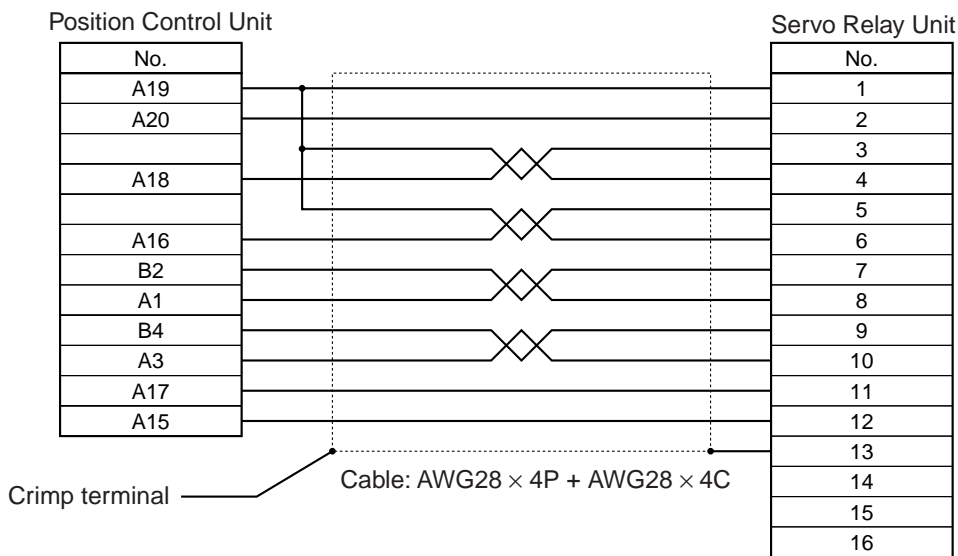 Position Control Unit
Servo Relay Unit
No.
A19
A20
A18
A16
B2
A1
B4
A3
A17
A15
No.
1
2
3
4
5
6
7
8
9
10
11
12
13
14
15
16
Crimp terminal
Cable: AWG28 × 4P + AWG28 × 4C